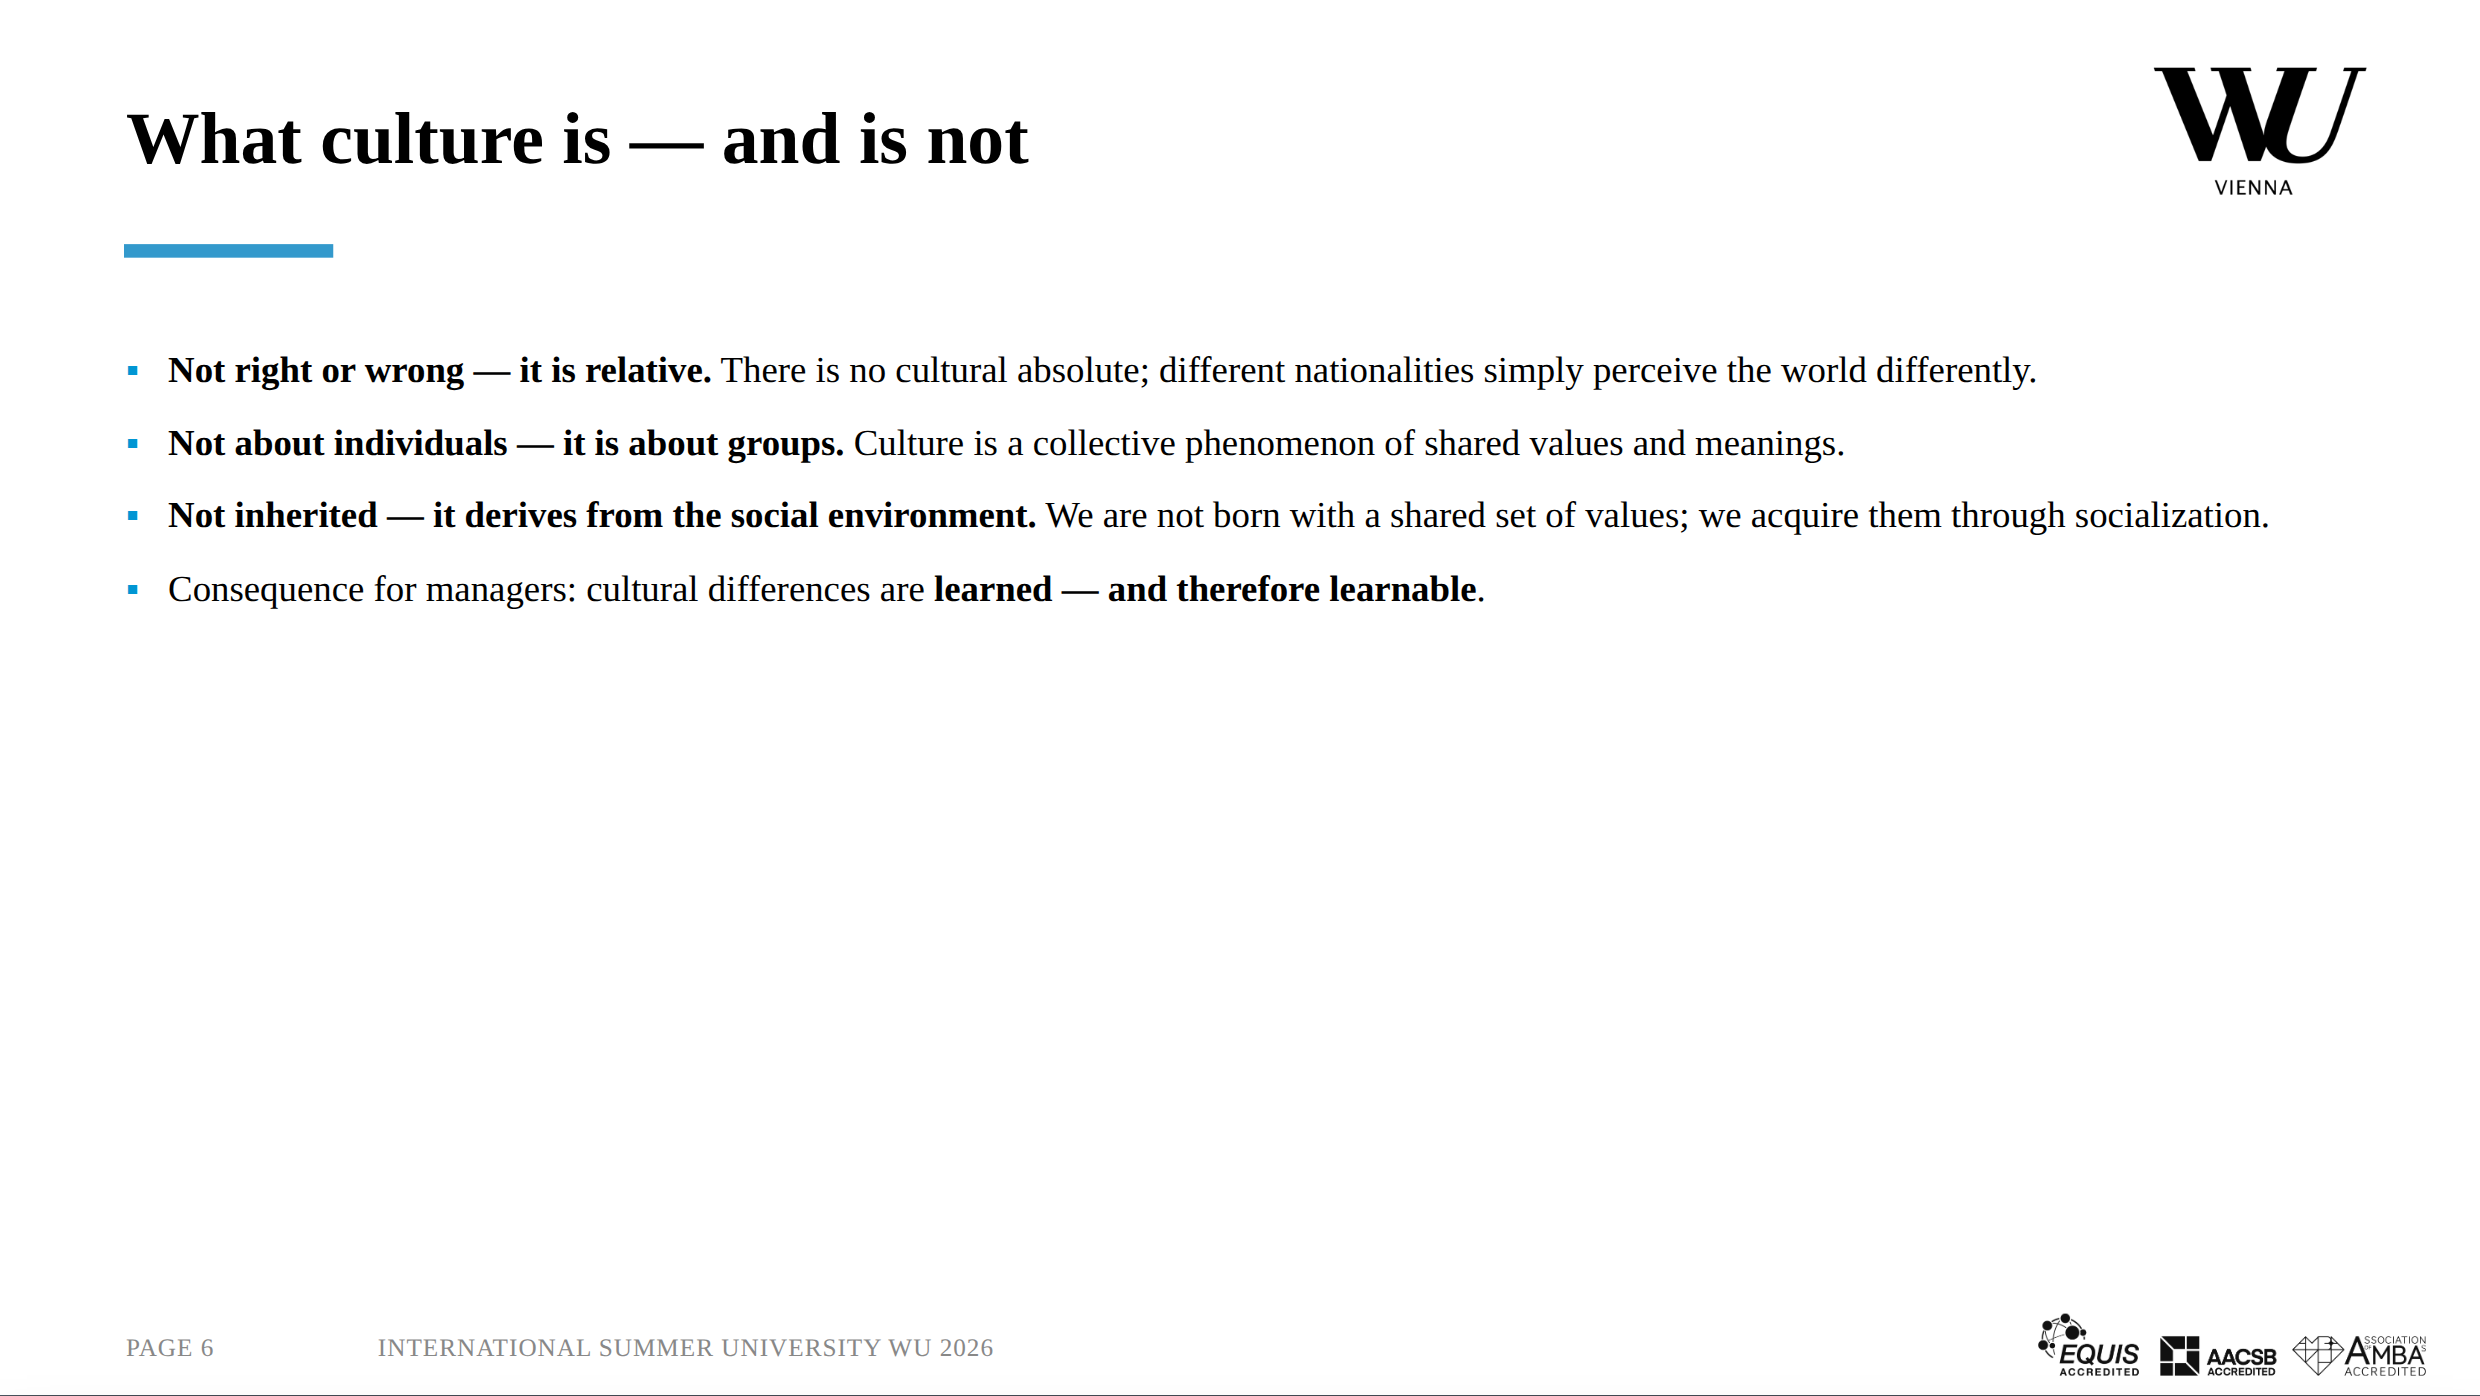 What culture is — and is not
WU
VIENNA
▪ Not right or wrong — it is relative. There is no cultural absolute; different nationalities simply perceive the world differently.
▪ Not about individuals — it is about groups. Culture is a collective phenomenon of shared values and meanings.
▪ Not inherited — it derives from the social environment. We are not born with a shared set of values; we acquire them through socialization.
▪ Consequence for managers: cultural differences are learned — and therefore learnable.
PAGE 6
INTERNATIONAL SUMMER UNIVERSITY WU 2026
EQUIS
ACCREDITED
AACSB
ACCREDITED
ASSOCIATION
OF MBAS
ACCREDITED